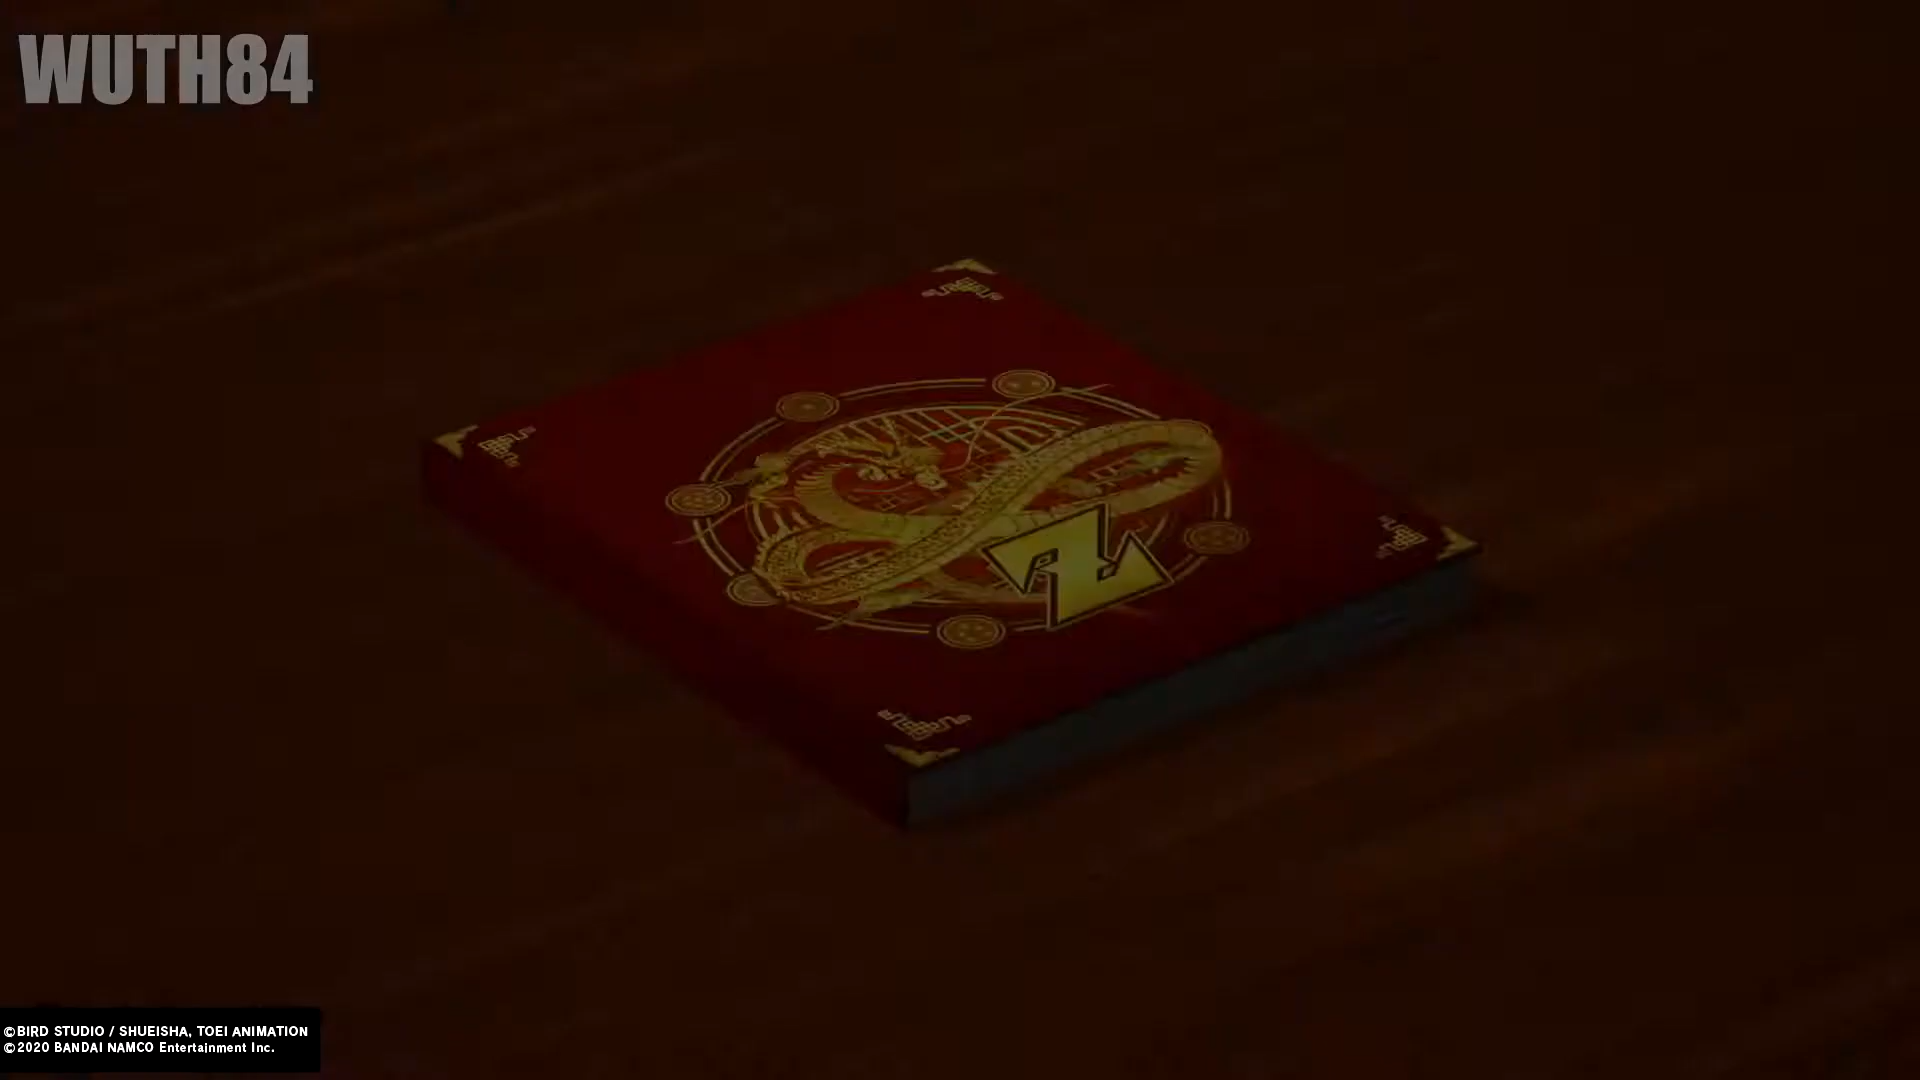 WUTH84
Z
©BIRD STUDIO / SHUEISHA, TOEI ANIMATION
©2020 BANDAI NAMCO Entertainment Inc.